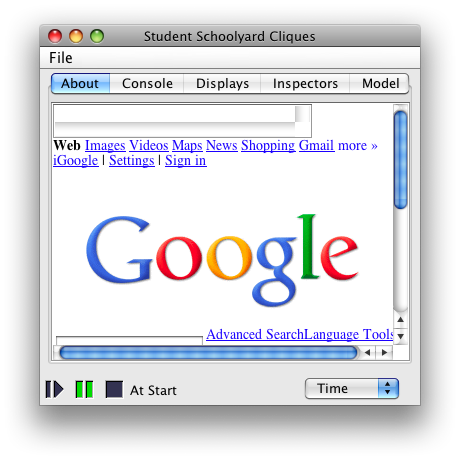 Student Schoolyard Cliques
File
About Console Displays Inspectors Model
Web Images Videos Maps News Shopping Gmail more »
iGoogle | Settings | Sign in
Google
Advanced SearchLanguage Tools
At Start Time